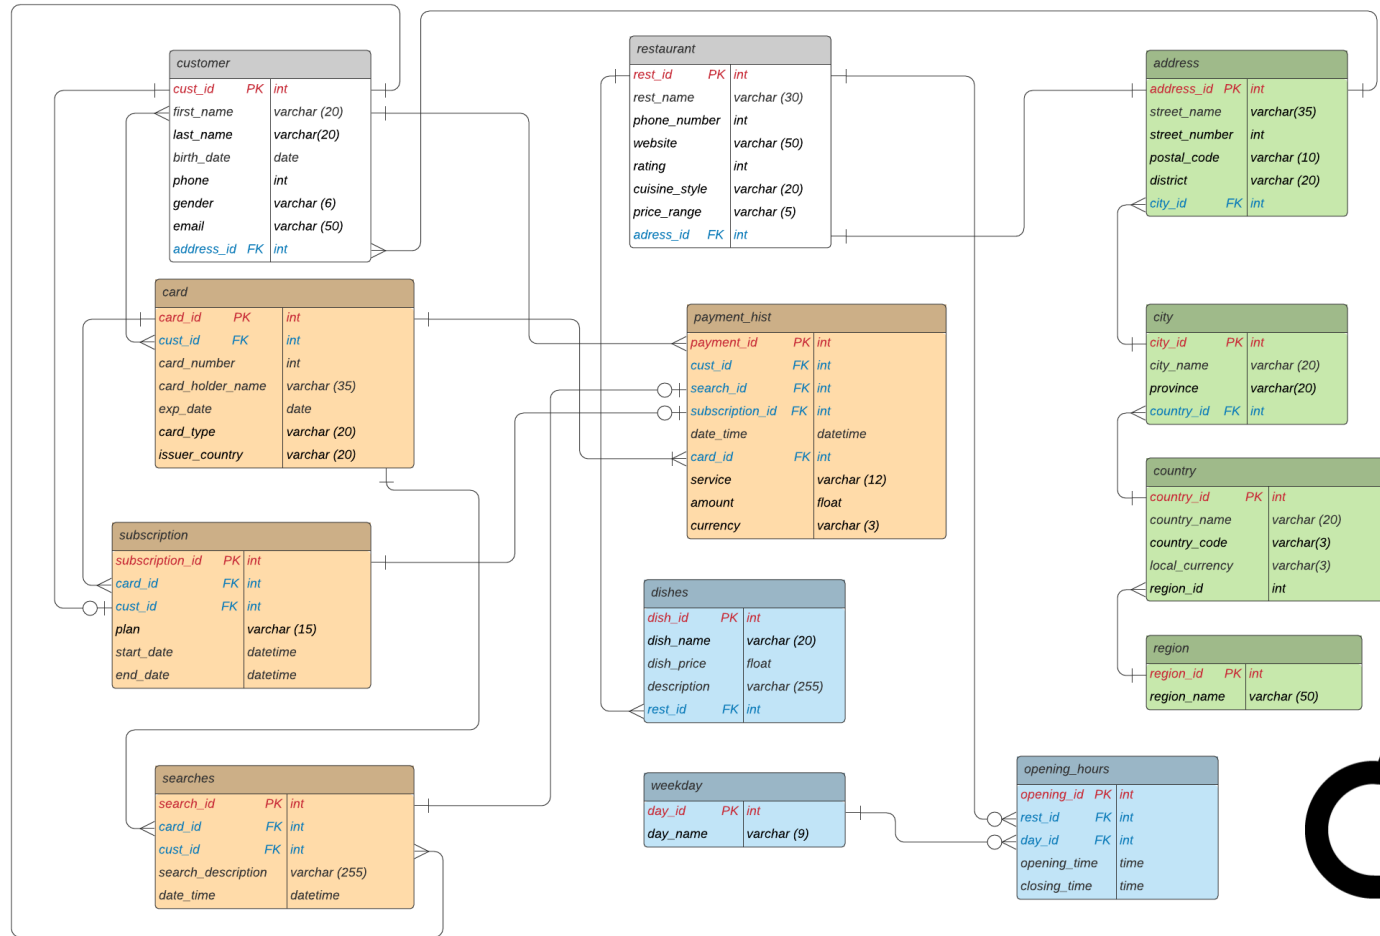 customer
cust_id PK int
first_name varchar (20)
last_name varchar(20)
birth_date date
phone int
gender varchar (6)
email varchar (50)
address_id FK int
restaurant
rest_id PK int
rest_name varchar (30)
phone_number int
website varchar (50)
rating int
cuisine_style varchar (20)
price_range varchar (5)
adress_id FK int
address
address_id PK int
street_name varchar(35)
street_number int
postal_code varchar (10)
district varchar (20)
city_id FK int
card
card_id PK int
cust_id FK int
card_number int
card_holder_name varchar (35)
exp_date date
card_type varchar (20)
issuer_country varchar (20)
payment_hist
payment_id PK int
cust_id FK int
search_id FK int
subscription_id FK int
date_time datetime
card_id FK int
service varchar (12)
amount float
currency varchar (3)
city
city_id PK int
city_name varchar (20)
province varchar(20)
country_id FK int
country
country_id PK int
country_name varchar (20)
country_code varchar(3)
local_currency varchar(3)
region_id int
subscription
subscription_id PK int
card_id FK int
cust_id FK int
plan varchar (15)
start_date datetime
end_date datetime
dishes
dish_id PK int
dish_name varchar (20)
dish_price float
description varchar (255)
rest_id FK int
region
region_id PK int
region_name varchar (50)
searches
search_id PK int
card_id FK int
cust_id FK int
search_description varchar (255)
date_time datetime
weekday
day_id PK int
day_name varchar (9)
opening_hours
opening_id PK int
rest_id FK int
day_id FK int
opening_time time
closing_time time